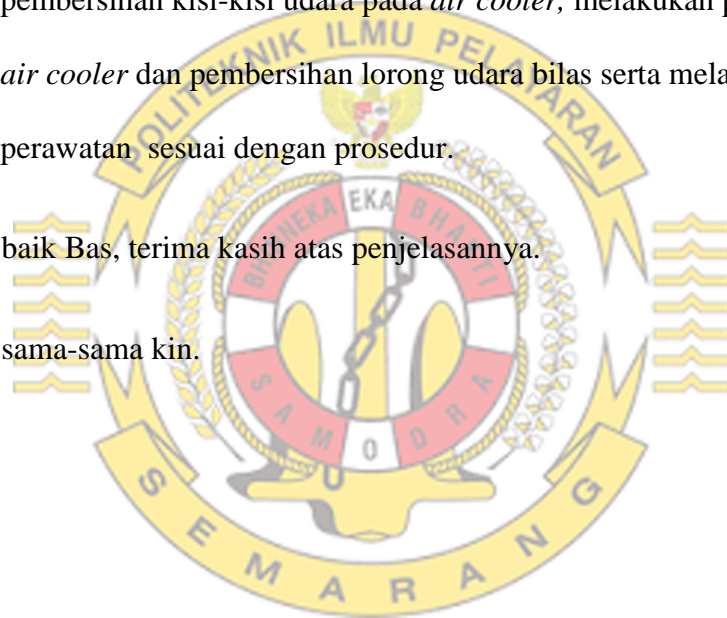 pembersihan kisi-kisi udara pada air cooler, melakukan
air cooler dan pembersihan lorong udara bilas serta
perawatan sesuai dengan prosedur.
baik Bas, terima kasih atas penjelasannya.
sama-sama kin.
POLITEKNIK ILMU PELAYARAN
BHINEKA EKA BHAKTI
SAMODRA
SEMARANG